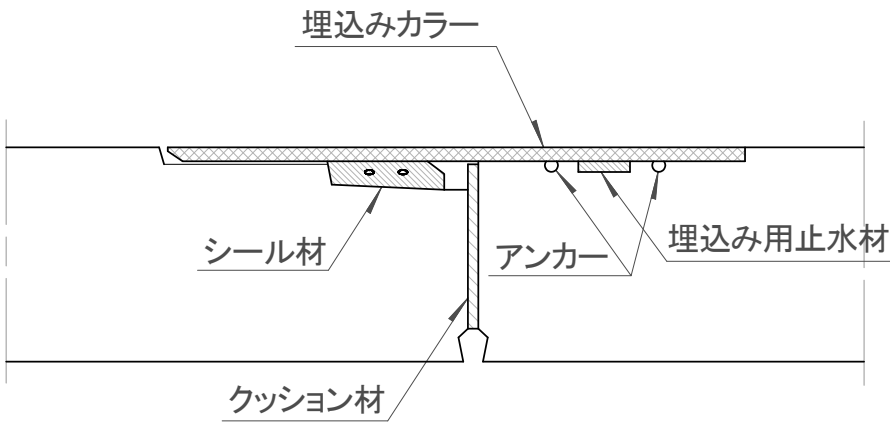 埋込みカラー
シール材
アンカー
埋込み用止水材
クッション材